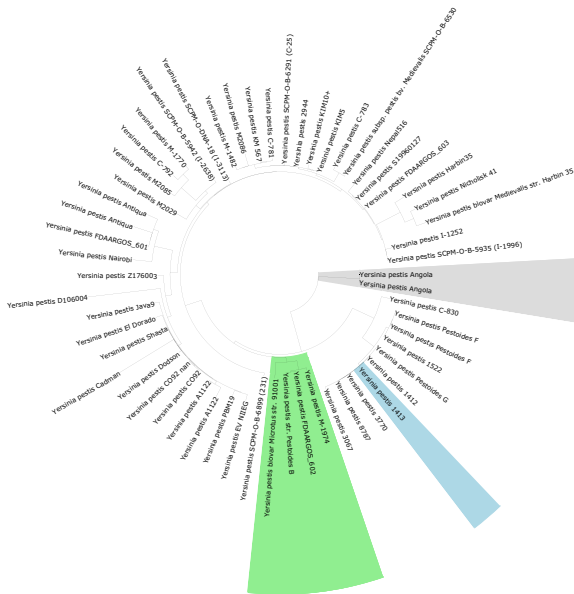 Yersinia pestis SCPM-O-B-6291 (C-25)
Yersinia pestis 2944
Yersinia pestis KIM10+
Yersinia pestis KIM5
Yersinia pestis C-783
Yersinia pestis subsp. pestis bv. Medievalis SCPM-O-B-6530
Yersinia pestis Nepal516
Yersinia pestis S19960127
Yersinia pestis FDAARGOS_603
Yersinia pestis Harbin35
Yersinia pestis Nicholisk 41
Yersinia pestis biovar Medievalis str. Harbin 35
Yersinia pestis I-1252
Yersinia pestis SCPM-O-B-5935 (I-1996)
Yersinia pestis Angola
Yersinia pestis Angola
Yersinia pestis C-830
Yersinia pestis Pestoides F
Yersinia pestis Pestoides F
Yersinia pestis 1522
Yersinia pestis Pestoides G
Yersinia pestis 1412
Yersinia pestis 1413
Yersinia pestis 3770
Yersinia pestis 8787
Yersinia pestis 3067
Yersinia pestis M-1974
Yersinia pestis FDAARGOS_602
Yersinia pestis str. Pestoides B
Yersinia pestis biovar Microtus str. 91001
Yersinia pestis SCPM-O-B-6899 (231)
Yersinia pestis EV NIIEG
Yersinia pestis PBM19
Yersinia pestis A1122
Yersinia pestis A1122
Yersinia pestis CO92
Yersinia pestis CO92 nan
Yersinia pestis Dodson
Yersinia pestis Cadman
Yersinia pestis Shasta
Yersinia pestis El Dorado
Yersinia pestis Java9
Yersinia pestis D106004
Yersinia pestis Z176003
Yersinia pestis Nairobi
Yersinia pestis FDAARGOS_601
Yersinia pestis Antiqua
Yersinia pestis Antiqua
Yersinia pestis M2029
Yersinia pestis M2085
Yersinia pestis C-792
Yersinia pestis M-1770
Yersinia pestis SCPM-O-B-5942 (I-2638)
Yersinia pestis SCPM-O-DNA-18 (I-3113)
Yersinia pestis M-1482
Yersinia pestis M2086
Yersinia pestis KM 567
Yersinia pestis C-781